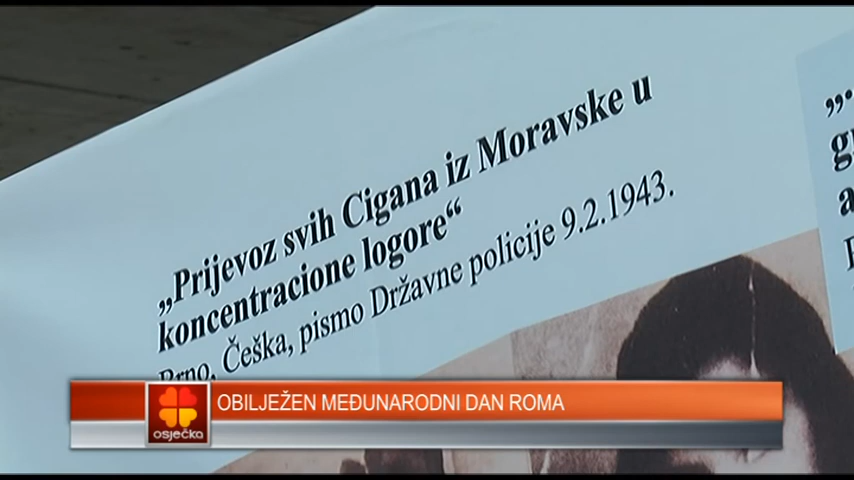 „Prijevoz svih Cigana iz Moravske u
koncentracione logore“
Brno, Češka, pismo Državne policije 9.2.1943.
OBILJEŽEN MEĐUNARODNI DAN ROMA
osječka